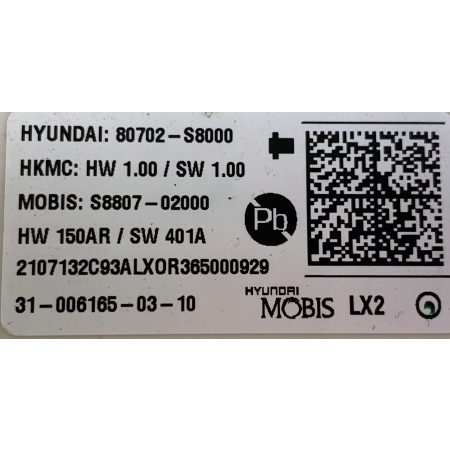 HYUNDAI: 80702-S8000
HKMC: HW 1.00 / SW 1.00
MOBIS: S8807-02000
Pb
HW 150AR / SW 401A
2107132C93ALXOR365000929
31-006165-03-10
HYUNDAI
MOBIS LX2